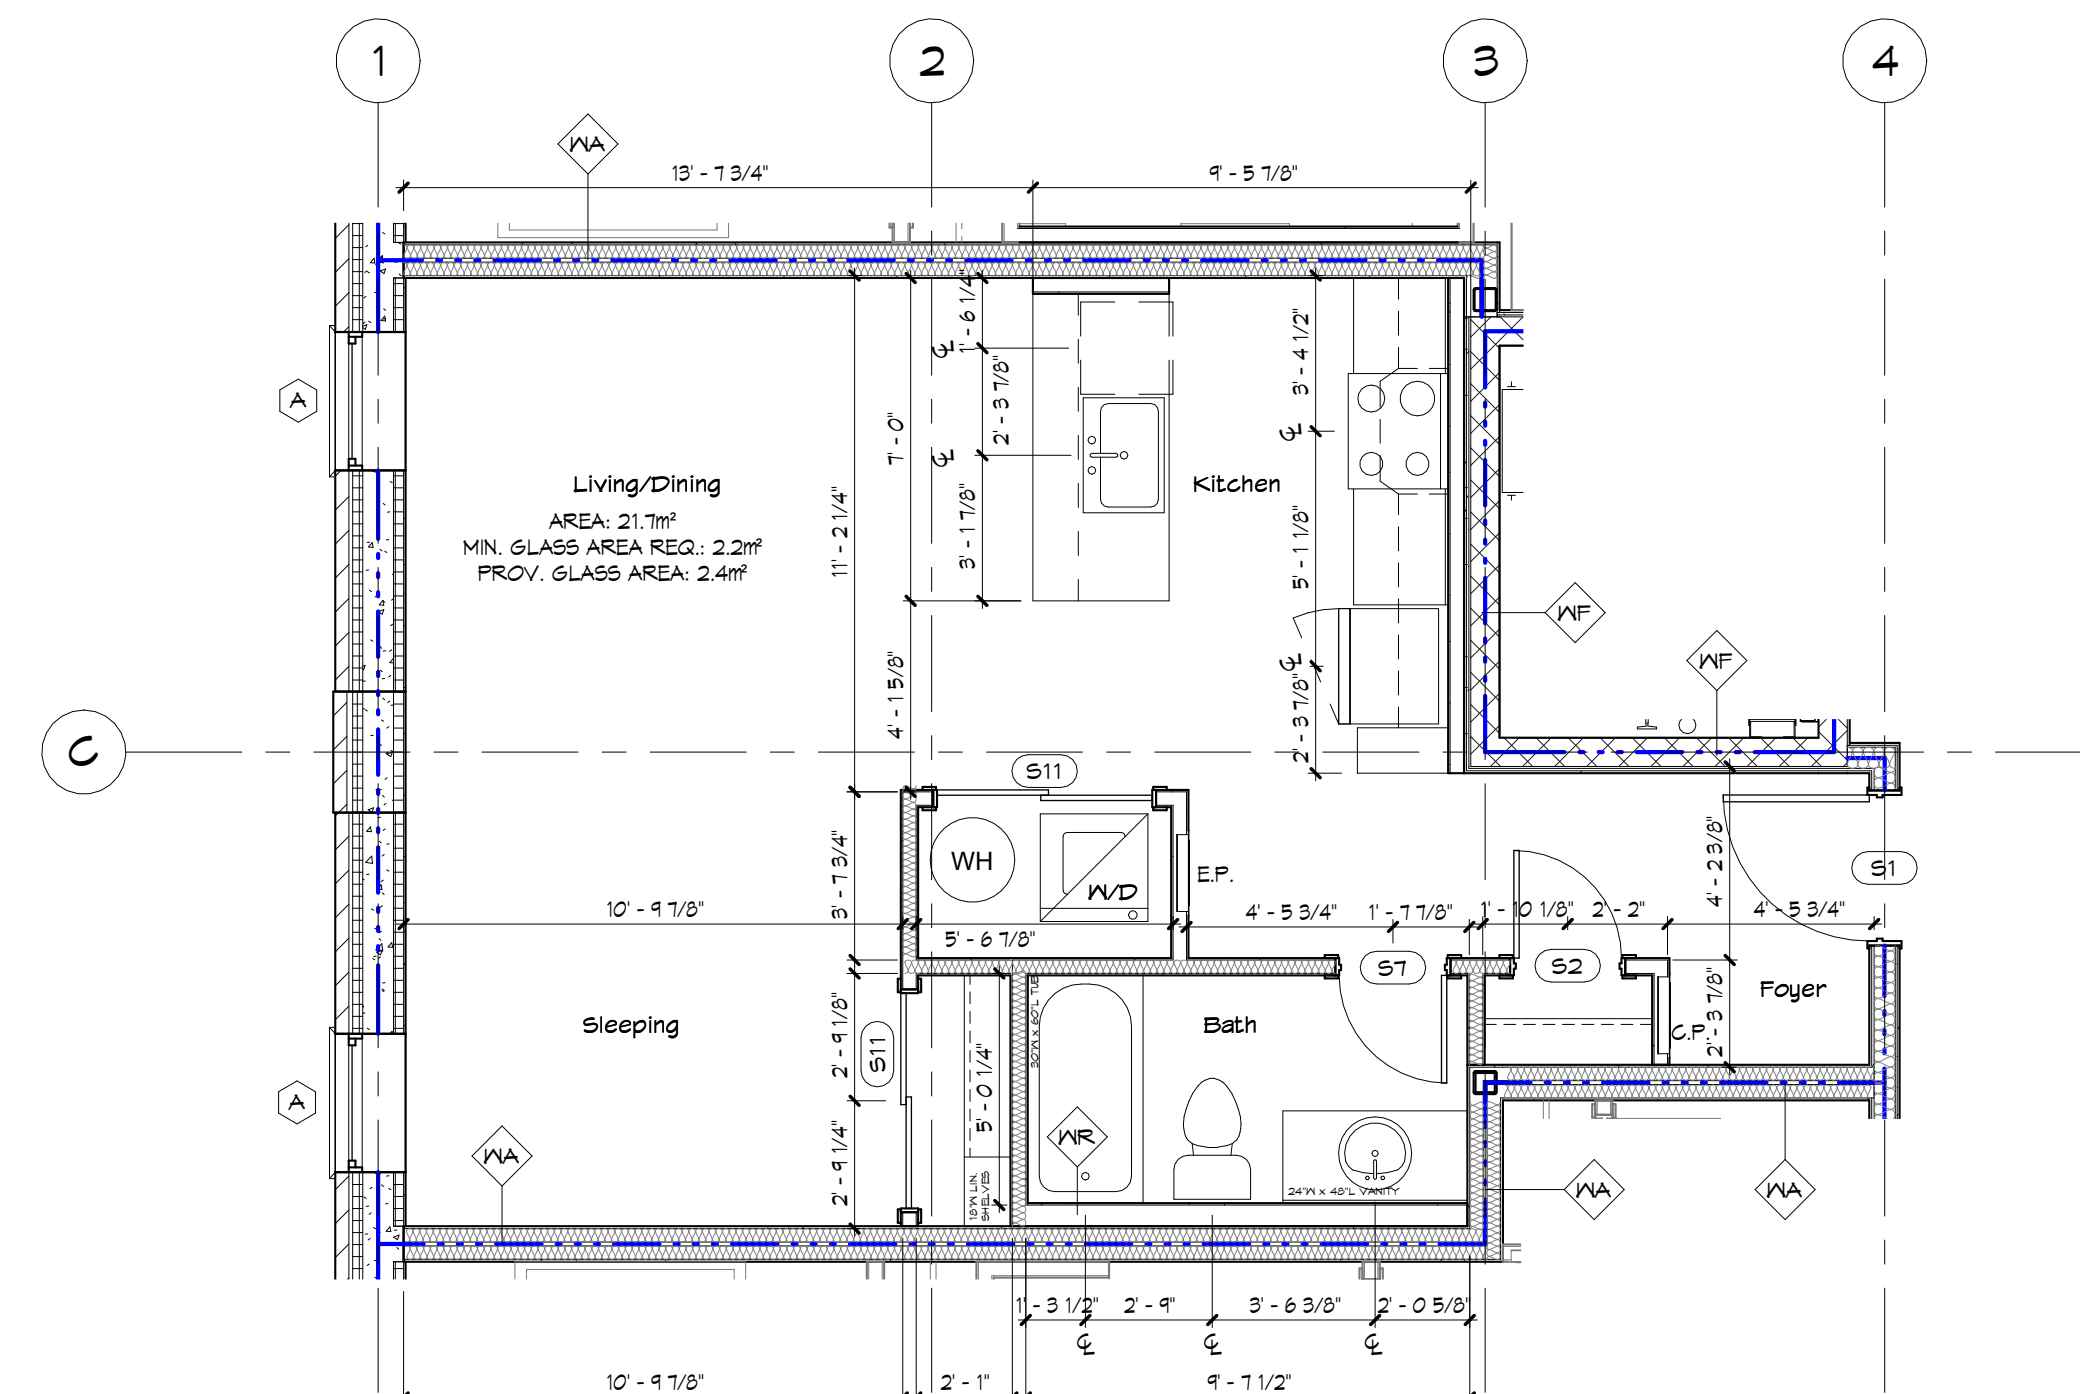 1
2
3
4
WA
13' - 7 3/4"
9' - 5 7/8"
1' - 6 1/4"
℄
2' - 3 7/8"
3' - 4 1/2"
℄
A
7' - 0"
℄
Living/Dining
Kitchen
AREA: 21.7m²
MIN. GLASS AREA REQ.: 2.2m²
PROV. GLASS AREA: 2.4m²
11' - 2 1/4"
3' - 1 7/8"
5' - 1 1/8"
WF
WF
4' - 1 5/8"
℄
2' - 3 7/8"
C
S11
WH
W/D
E.P.
3' - 7 3/4"
4' - 2 3/8"
S1
10' - 9 7/8"
5' - 6 7/8"
4' - 5 3/4"
1' - 7 7/8"
1' - 10 1/8"
2' - 2"
4' - 5 3/4"
S7
S2
Foyer
Sleeping
2' - 9 1/8"
S11
5' - 0 1/4"
30"W x 60"L TUB
Bath
C.P.
2' - 3 7/8"
A
WA
2' - 9 1/4"
18"W LIN.
SHELVES
WR
24"W x 48"L VANITY
WA
WA
1' - 3 1/2"
2' - 9"
3' - 6 3/8"
2' - 0 5/8"
℄
℄
℄
10' - 9 7/8"
2' - 1"
9' - 7 1/2"